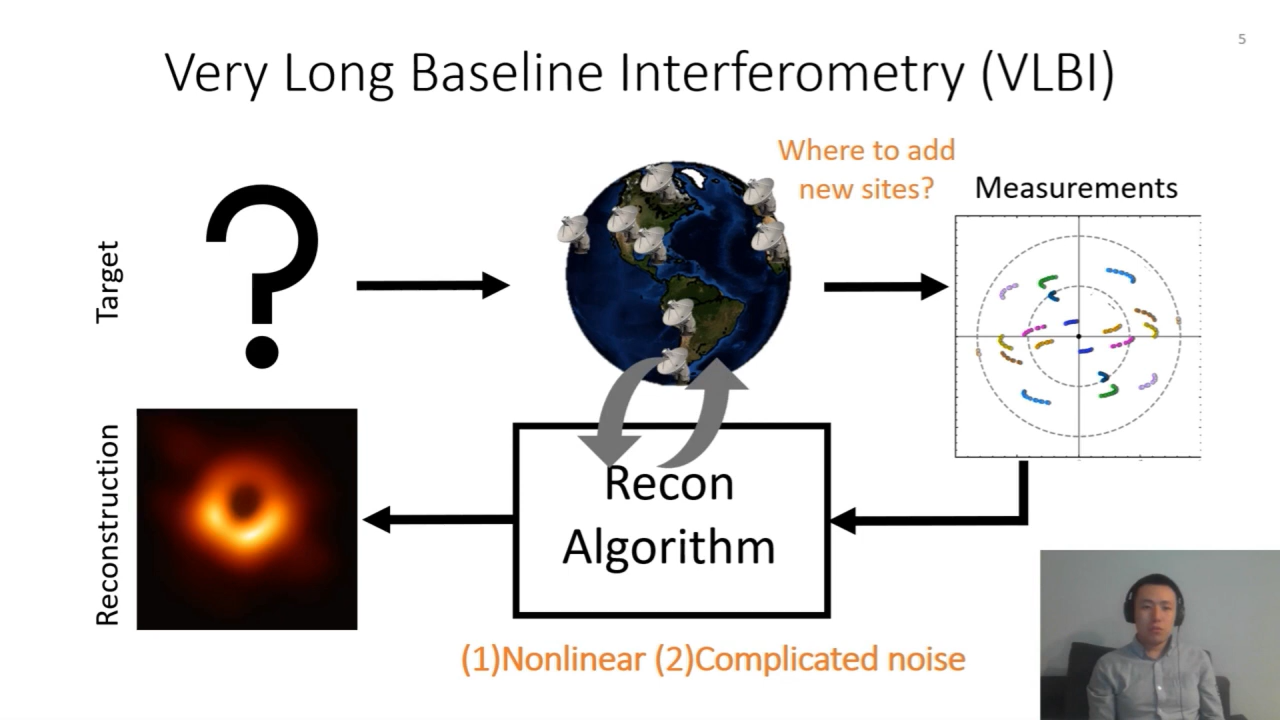 5
Very Long Baseline Interferometry (VLBI)
Where to add
new sites?
Measurements
Target
Reconstruction
Recon
Algorithm
(1)Nonlinear (2)Complicated noise